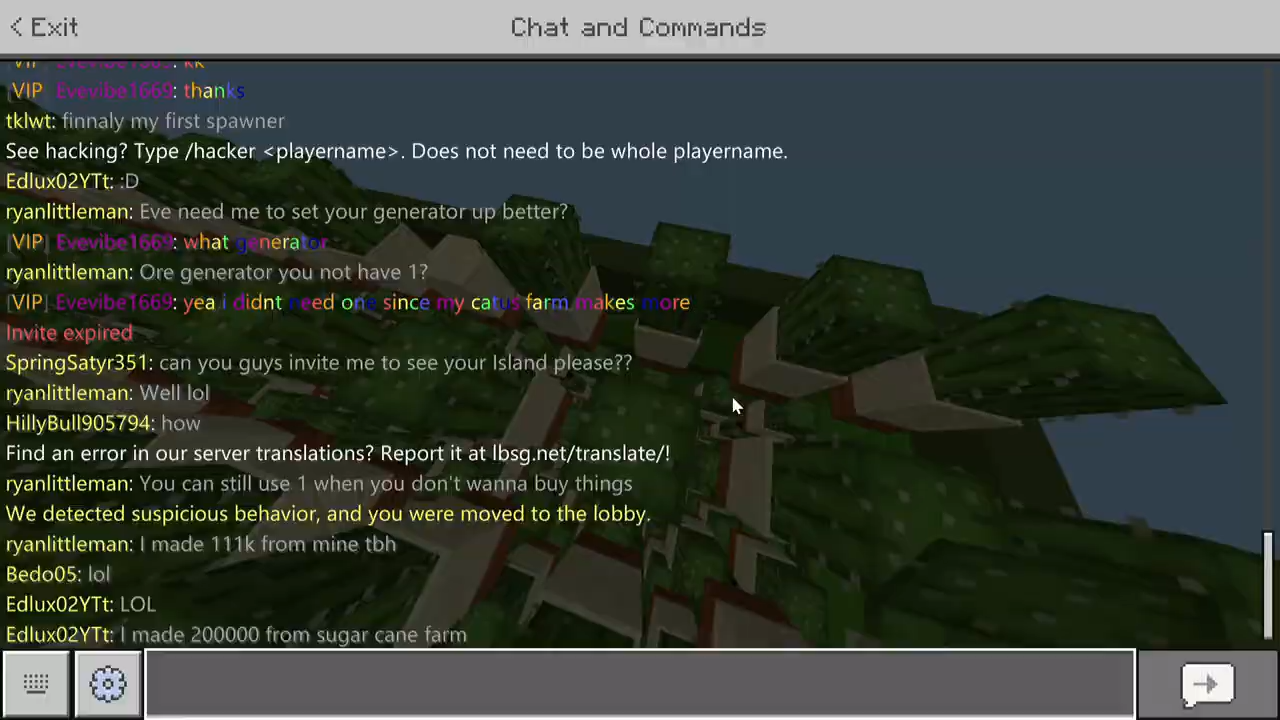 < Exit
Chat and Commands
[VIP] Evevibe1669: kk
[VIP] Evevibe1669: thanks
tklwt: finnaly my first spawner
See hacking? Type /hacker <playername>. Does not need to be whole playername.
Edlux02YTt: :D
ryanlittleman: Eve need me to set your generator up better?
[VIP] Evevibe1669: what generator
ryanlittleman: Ore generator you not have 1?
[VIP] Evevibe1669: yea i didnt need one since my catus farm makes more
Invite expired
SpringSatyr351: can you guys invite me to see your Island please??
ryanlittleman: Well lol
HillyBull905794: how
Find an error in our server translations? Report it at lbsg.net/translate/!
ryanlittleman: You can still use 1 when you don't wanna buy things
We detected suspicious behavior, and you were moved to the lobby.
ryanlittleman: I made 111k from mine tbh
Bedo05: lol
Edlux02YTt: LOL
Edlux02YTt: I made 200000 from sugar cane farm